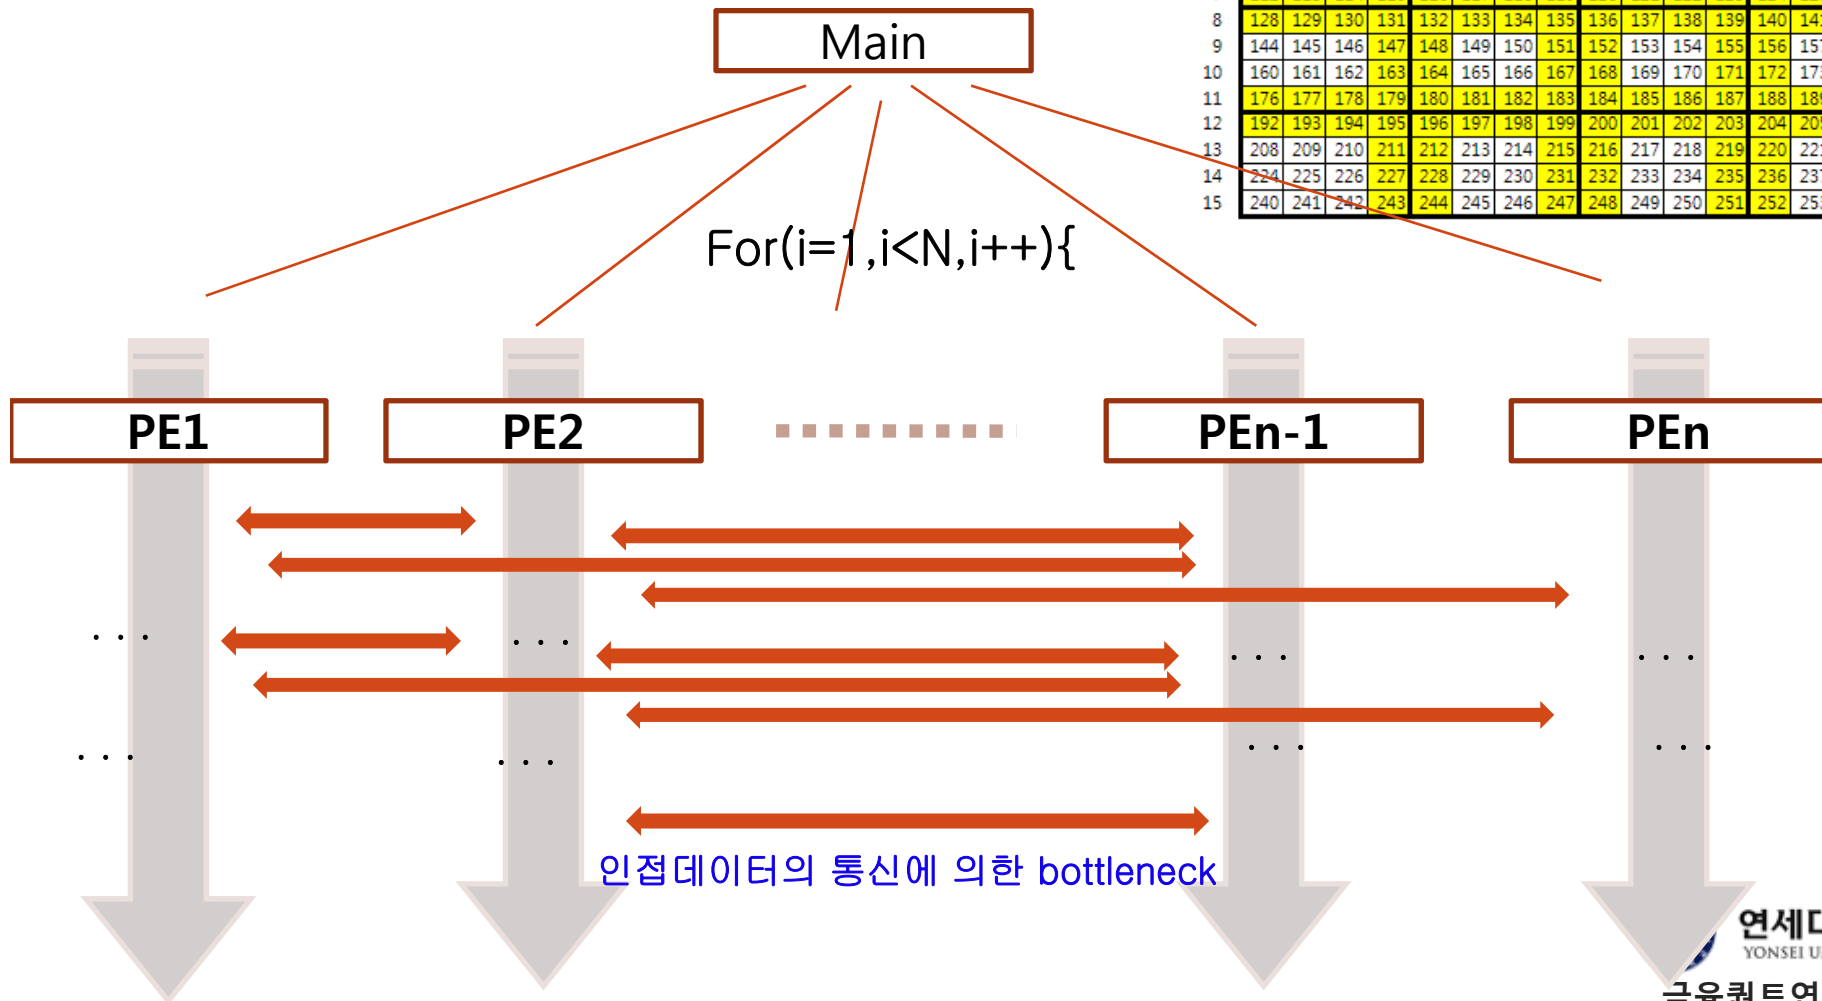 Main
8 128 129 130 131 132 133 134 135 136 137 138 139 140
9 144 145 146 147 148 149 150 151 152 153 154 155 156
10 160 161 162 163 164 165 166 167 168 169 170 171 172
11 176 177 178 179 180 181 182 183 184 185 186 187 188
12 192 193 194 195 196 197 198 199 200 201 202 203 204
13 208 209 210 211 212 213 214 215 216 217 218 219 220
14 224 225 226 227 228 229 230 231 232 233 234 235 236
15 240 241 242 243 244 245 246 247 248 249 250 251 252
For(i=1,i<N,i++){
PE1 PE2 PEn-1 PEn
. . . . . . . . . . . .
. . . . . . . . . . . .
인접데이터의 통신에 의한 bottleneck
연세대
YONSEI U